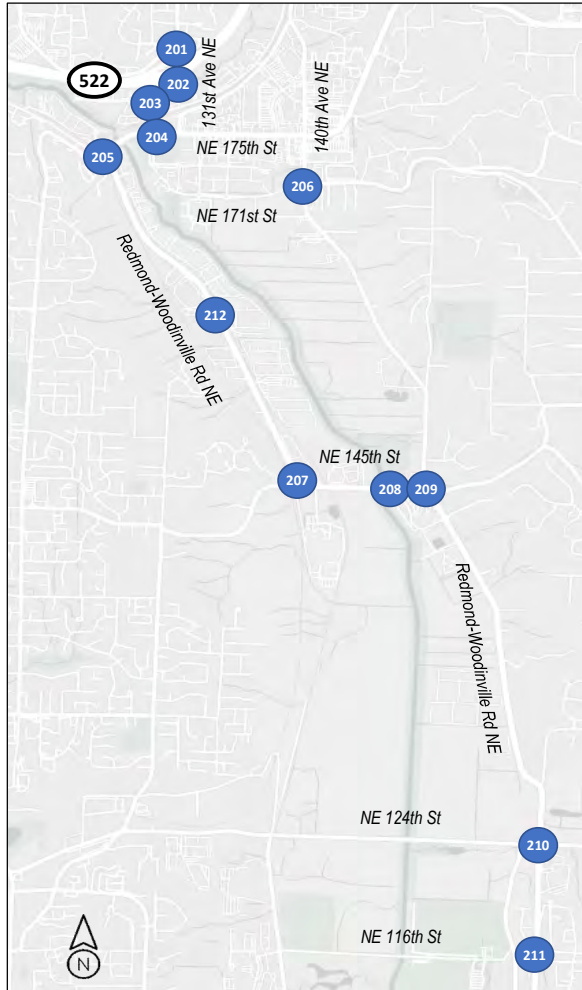 201
522
202
131st Ave NE
203
140th Ave NE
204
NE 175th St
205
206
NE 171st St
Redmond-Woodinville Rd NE
212
NE 145th St
207
208
209
Redmond-Woodinville Rd NE
NE 124th St
210
NE 116th St
N
211